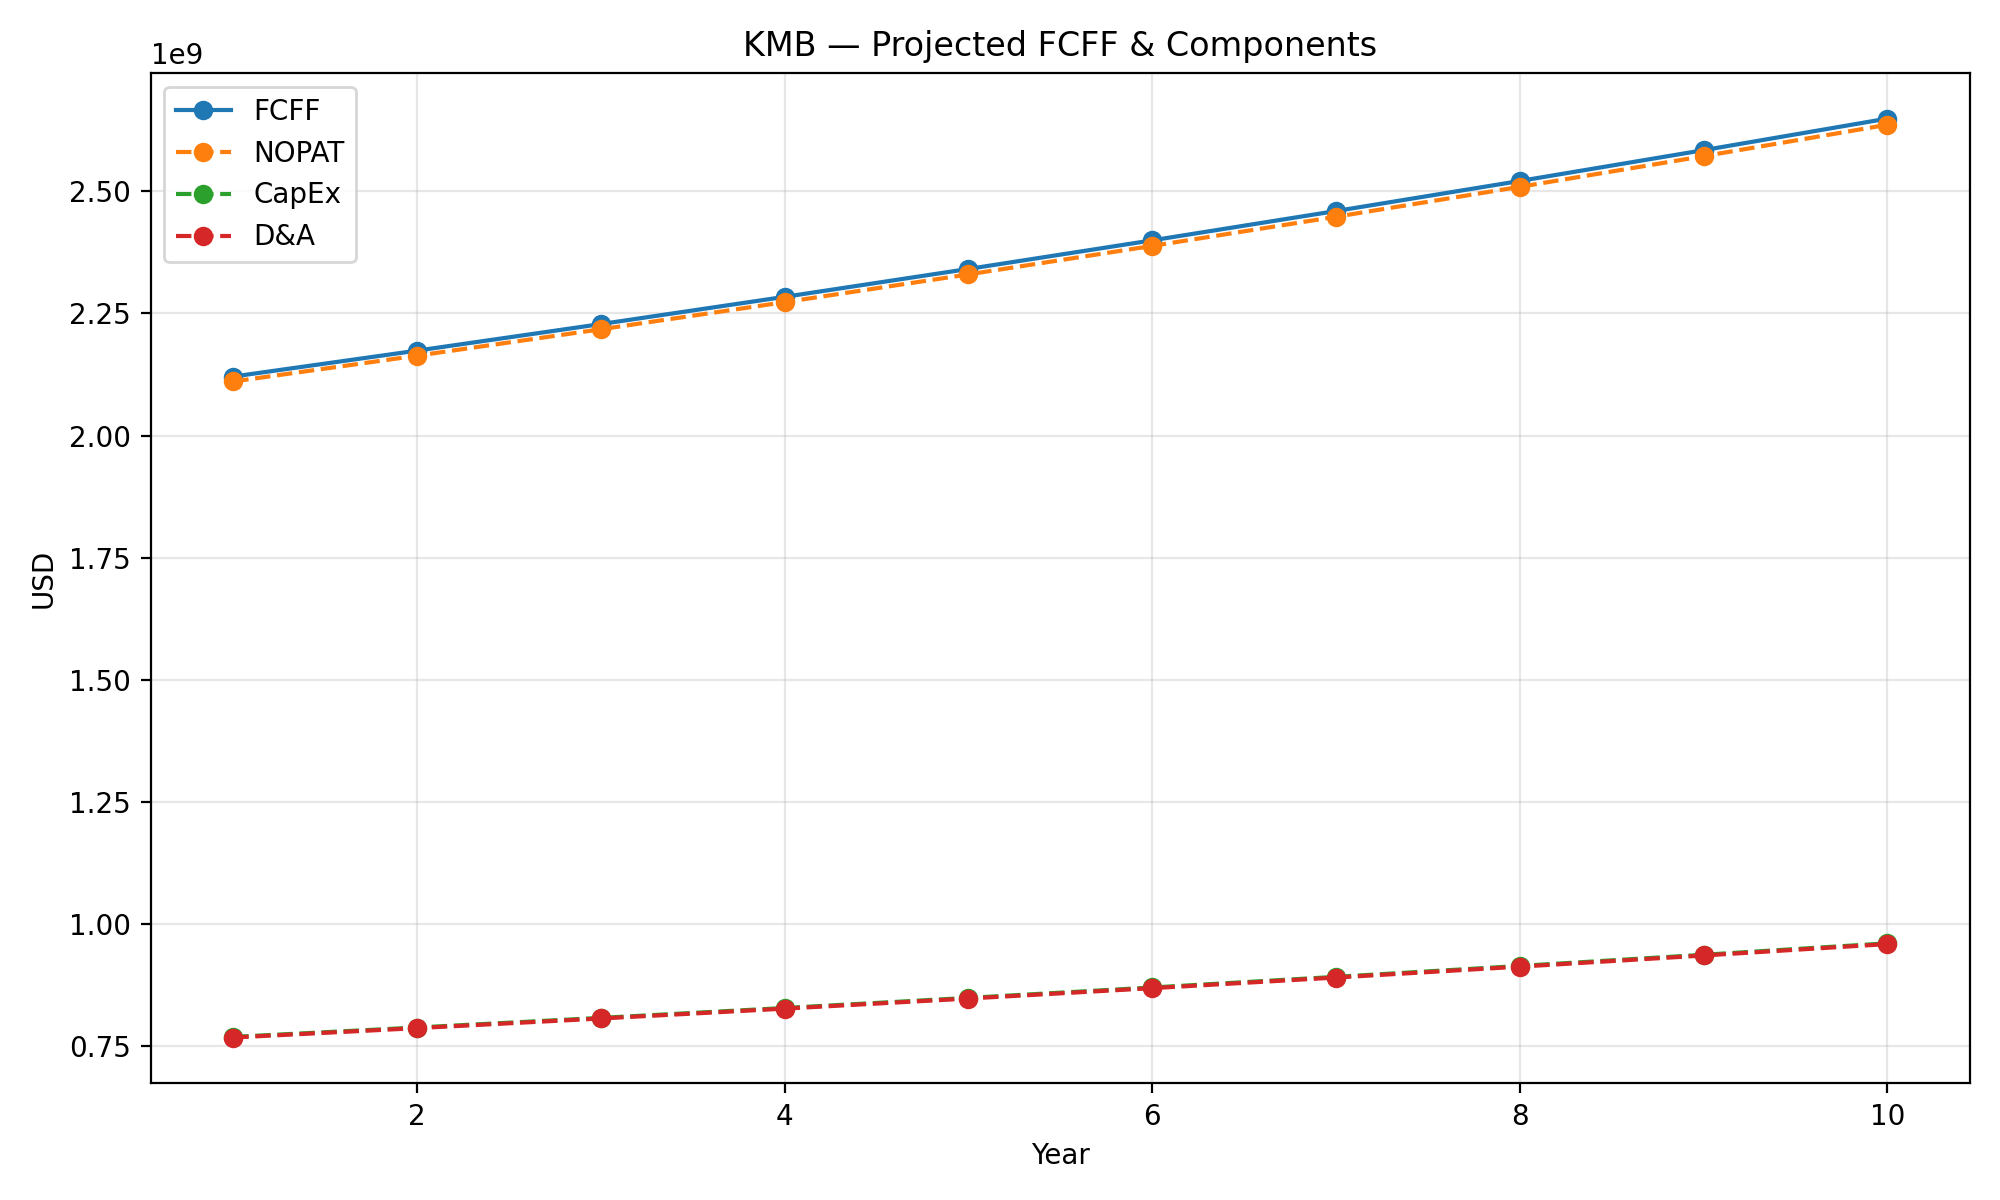 KMB — Projected FCFF & Components
1e9
FCFF
NOPAT
CapEx
D&A
2.50
2.25
2.00
1.75
1.50
1.25
1.00
0.75
USD
2 4 6 8 10
Year